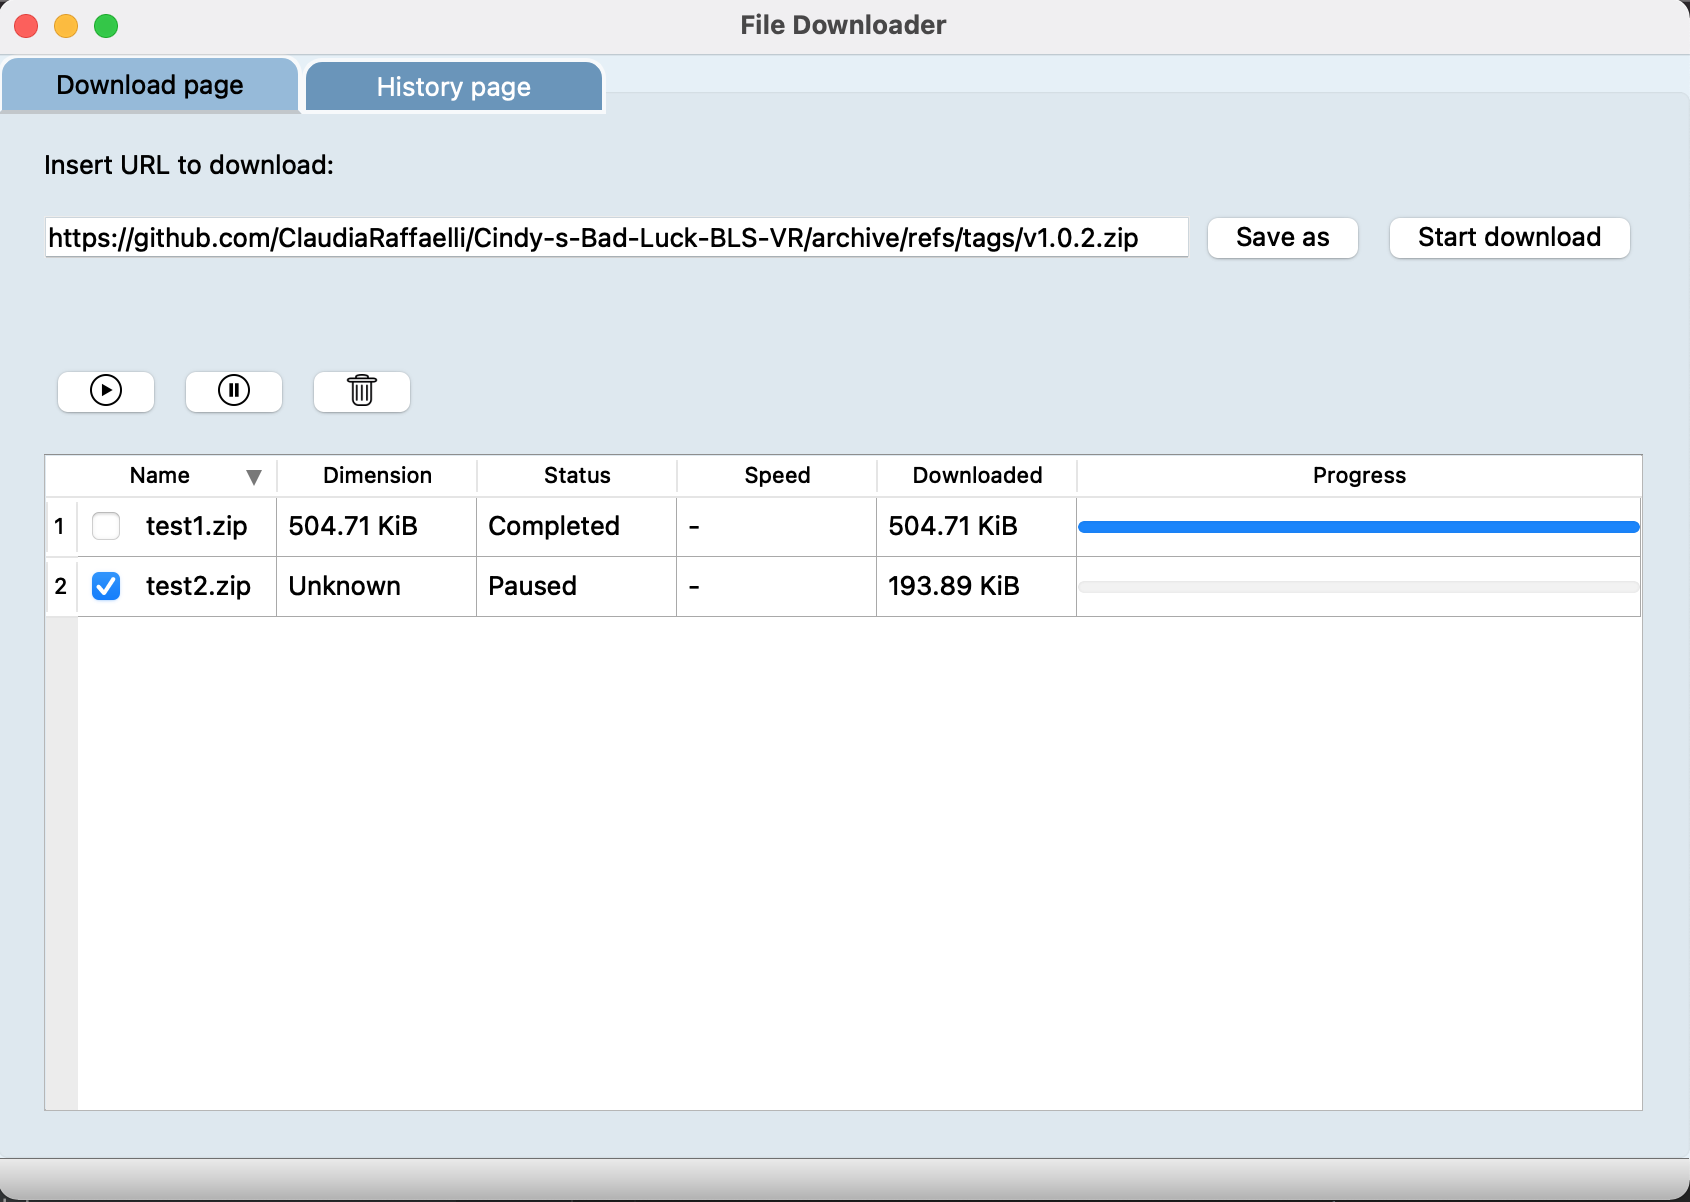 File Downloader
Download page
History page
Insert URL to download:
https://github.com/ClaudiaRaffaelli/Cindy-s-Bad-Luck-BLS-VR/archive/refs/tags/v1.0.2.zip
Save as
Start download
Name Dimension Status Speed Downloaded Progress
1 test1.zip 504.71 KiB Completed - 504.71 KiB
2 test2.zip Unknown Paused - 193.89 KiB